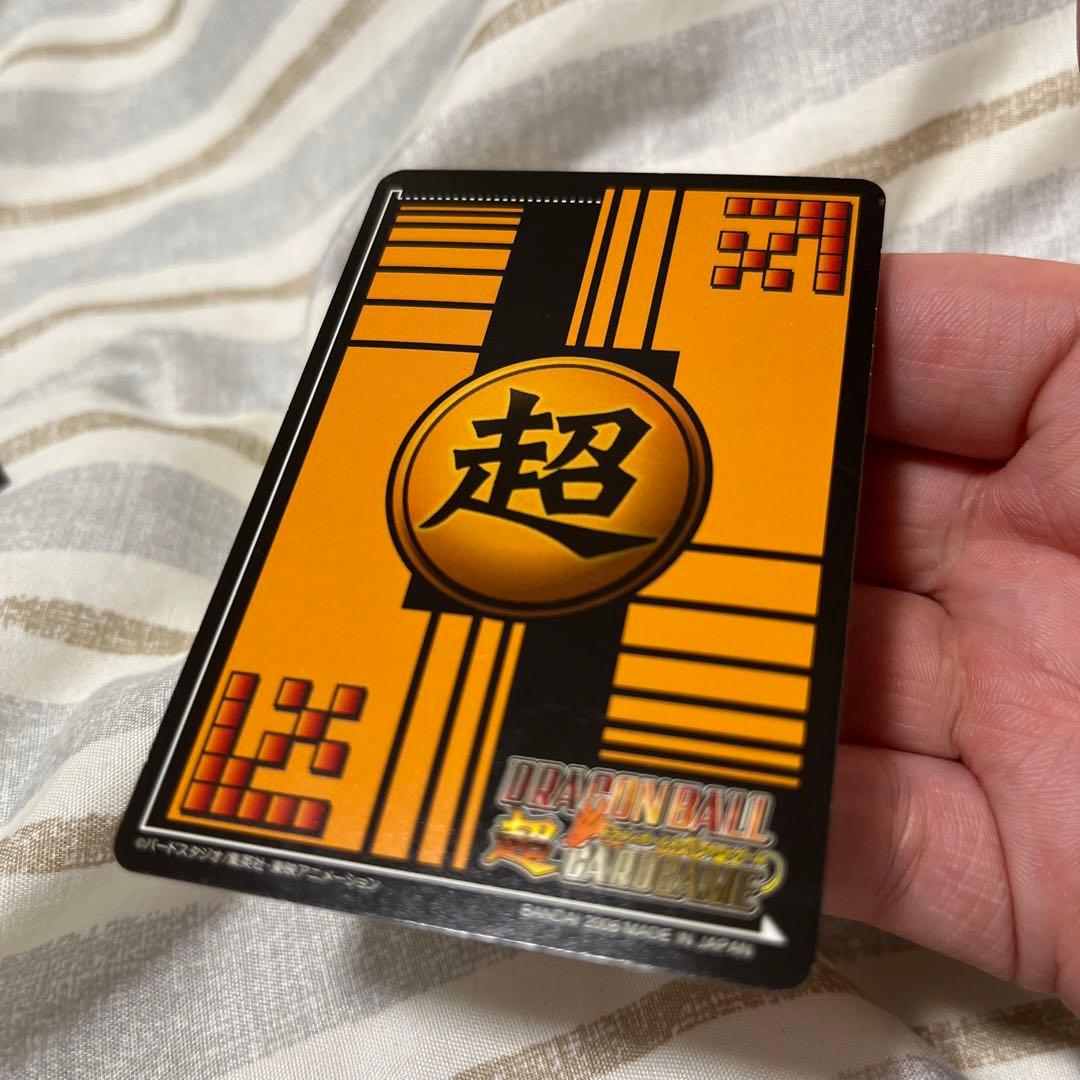 超
DRAGON BALL
超
CARD GAME
©バードスタジオ/集英社・東映アニメーション
MADE IN JAPAN